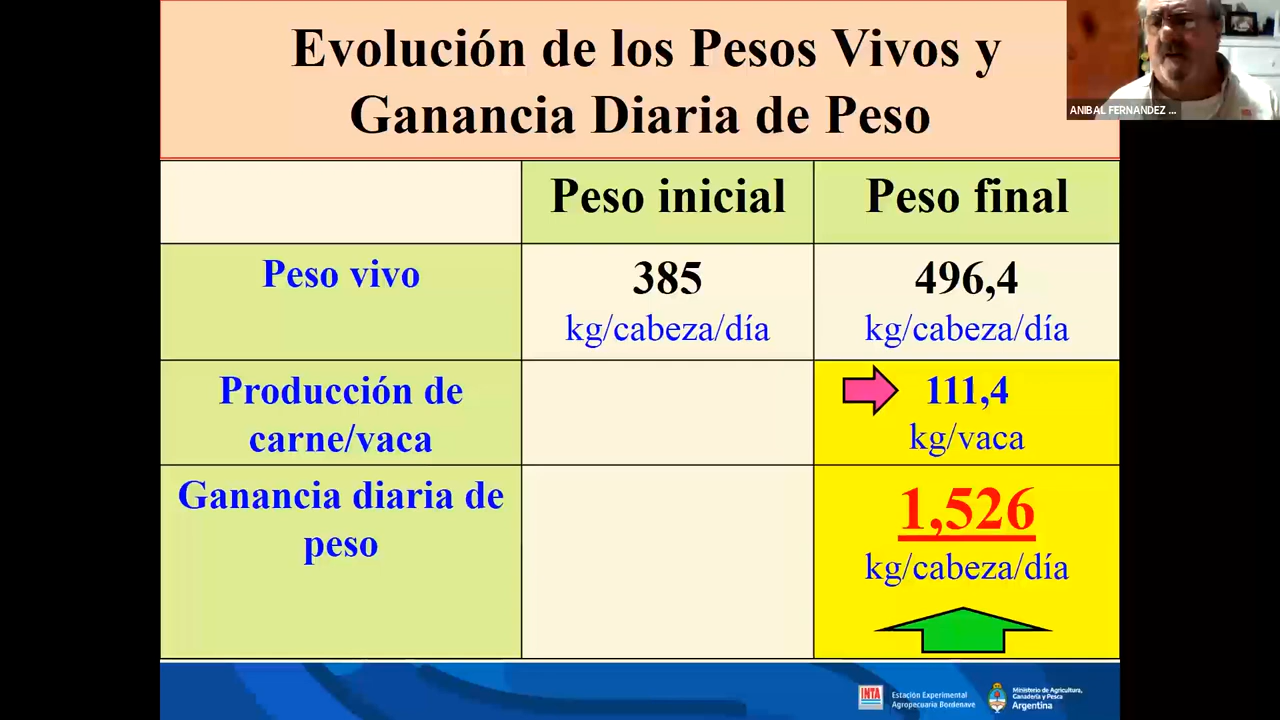 Evolución de los Pesos Vivos y
Ganancia Diaria de Peso
ANIBAL FERNANDEZ ...
Peso inicial
Peso final
Peso vivo
385
kg/cabeza/día
496,4
kg/cabeza/día
Producción de
carne/vaca
111,4
kg/vaca
Ganancia diaria de
peso
1,526
kg/cabeza/día
INTA
Estación Experimental
Agropecuaria Bordenave
Ministerio de Agricultura,
Ganadería y Pesca
Argentina